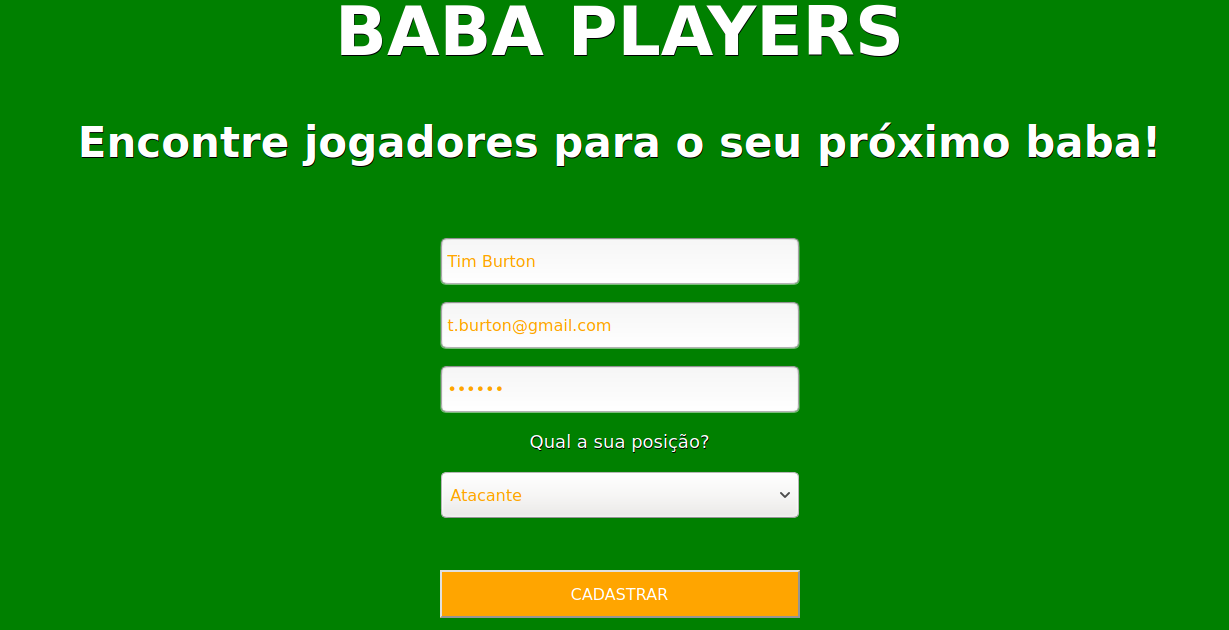 BABA PLAYERS
Encontre jogadores para o seu próximo baba!
Tim Burton
t.burton@gmail.com
••••••
Qual a sua posição?
Atacante
CADASTRAR